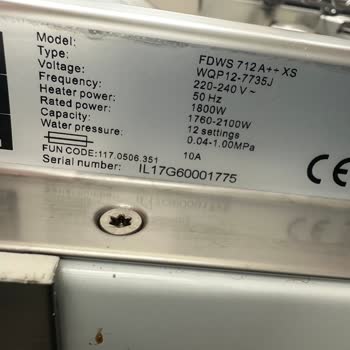 Model: FDWS 712 A++ XS
Type: WQP12-7735J
Voltage: 220-240 V ~
Frequency: 50 Hz
Heater power: 1800W
Rated power: 1760-2100W
Capacity: 12 settings
Water pressure: 0.04-1.00MPa
10A
FUN CODE: 117.0506.351
Serial number: IL17G60001775
CE